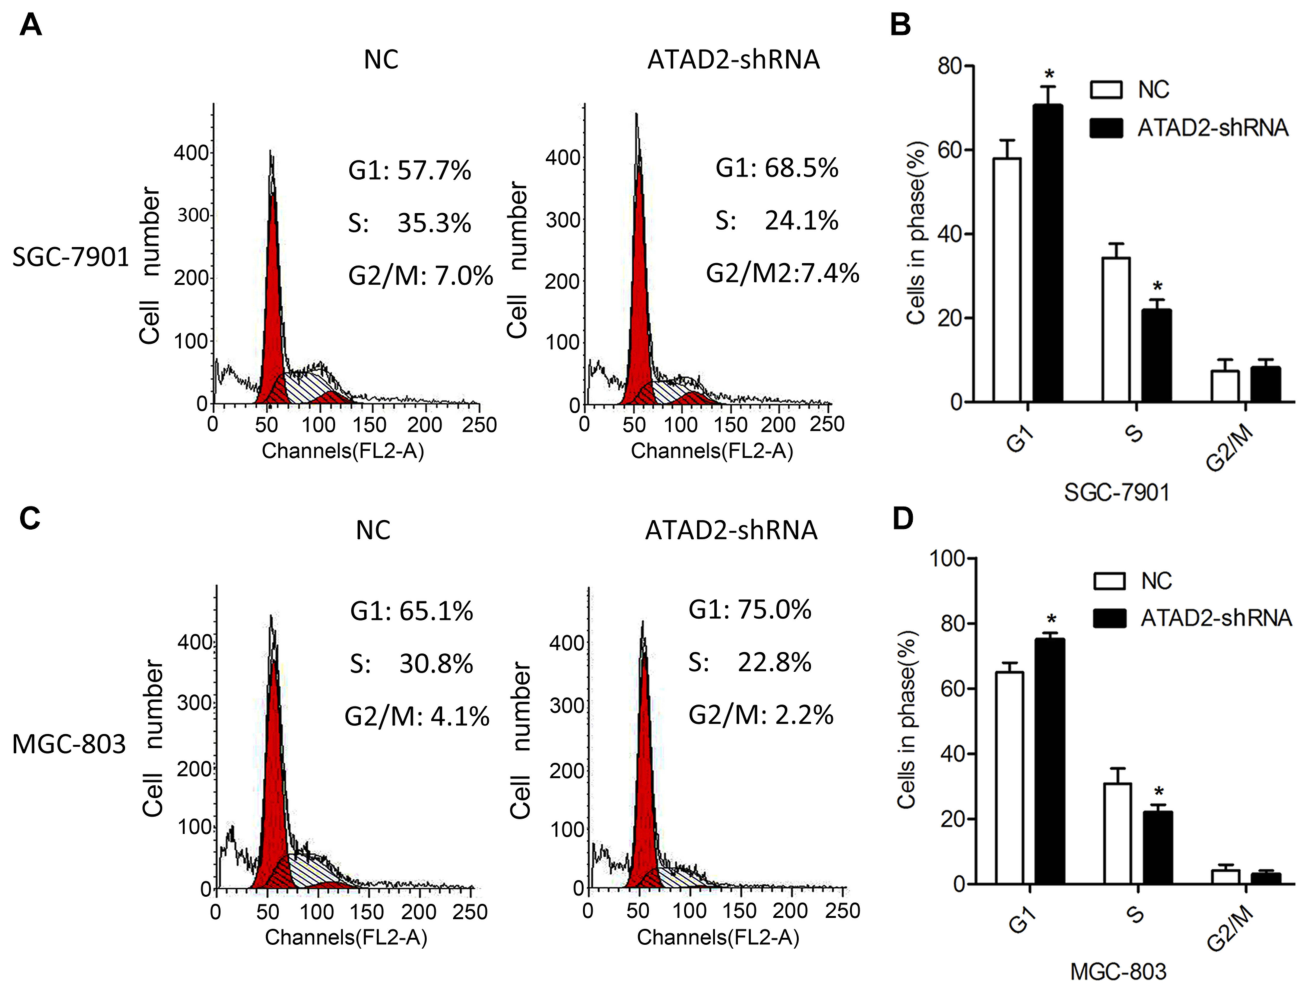 A
NC
ATAD2-shRNA
SGC-7901
Cell number
400
300
200
100
0
G1: 57.7%
S: 35.3%
G2/M: 7.0%
0 50 100 150 200 250
Channels(FL2-A)
Cell number
400
300
200
100
0
G1: 68.5%
S: 24.1%
G2/M2:7.4%
0 50 100 150 200 250
Channels(FL2-A)
B
Cells in phase(%)
80
60
40
20
0
*
*
NC
ATAD2-shRNA
G1
S
G2/M
SGC-7901
C
NC
ATAD2-shRNA
MGC-803
Cell number
400
300
200
100
0
G1: 65.1%
S: 30.8%
G2/M: 4.1%
0 50 100 150 200 250
Channels(FL2-A)
Cell number
400
300
200
100
0
G1: 75.0%
S: 22.8%
G2/M: 2.2%
0 50 100 150 200 250
Channels(FL2-A)
D
Cells in phase(%)
100
80
60
40
20
0
*
*
NC
ATAD2-shRNA
G1
S
G2/M
MGC-803